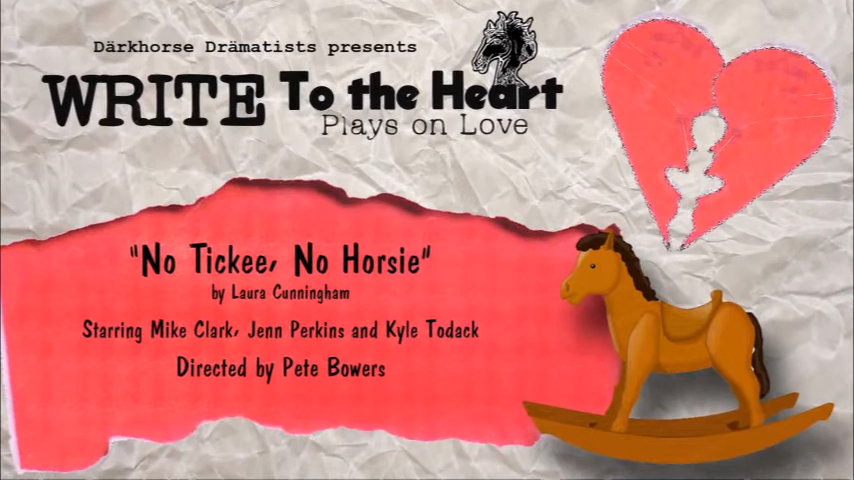 Därkhorse Drämatists presents
WRITE To the Heart
Plays on Love
"No Tickee, No Horsie"
by Laura Cunningham
Starring Mike Clark, Jenn Perkins and Kyle Todack
Directed by Pete Bowers